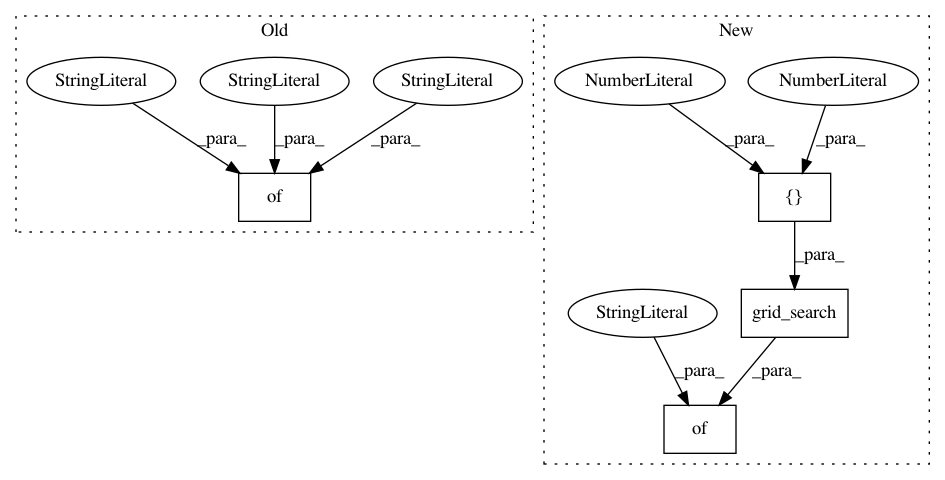 Old
New
StringLiteral
StringLiteral
StringLiteral
NumberLiteral
NumberLiteral
_para_
_para_
_para_
_para_
_para_
of
{}
_para_
StringLiteral
grid_search
_para_
_para_
of